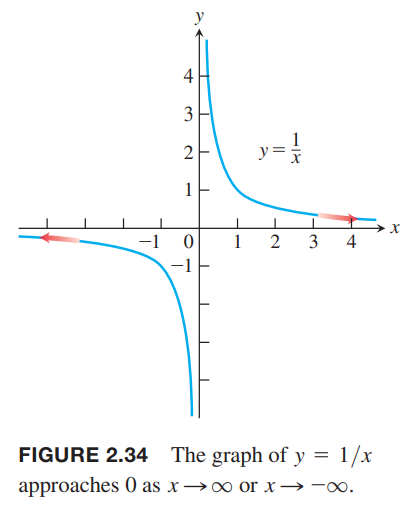 y
4
3
2
1
y = 1/x
-1 0 1 2 3 4 x
-1
FIGURE 2.34 The graph of y = 1/x
approaches 0 as x → ∞ or x → −∞.